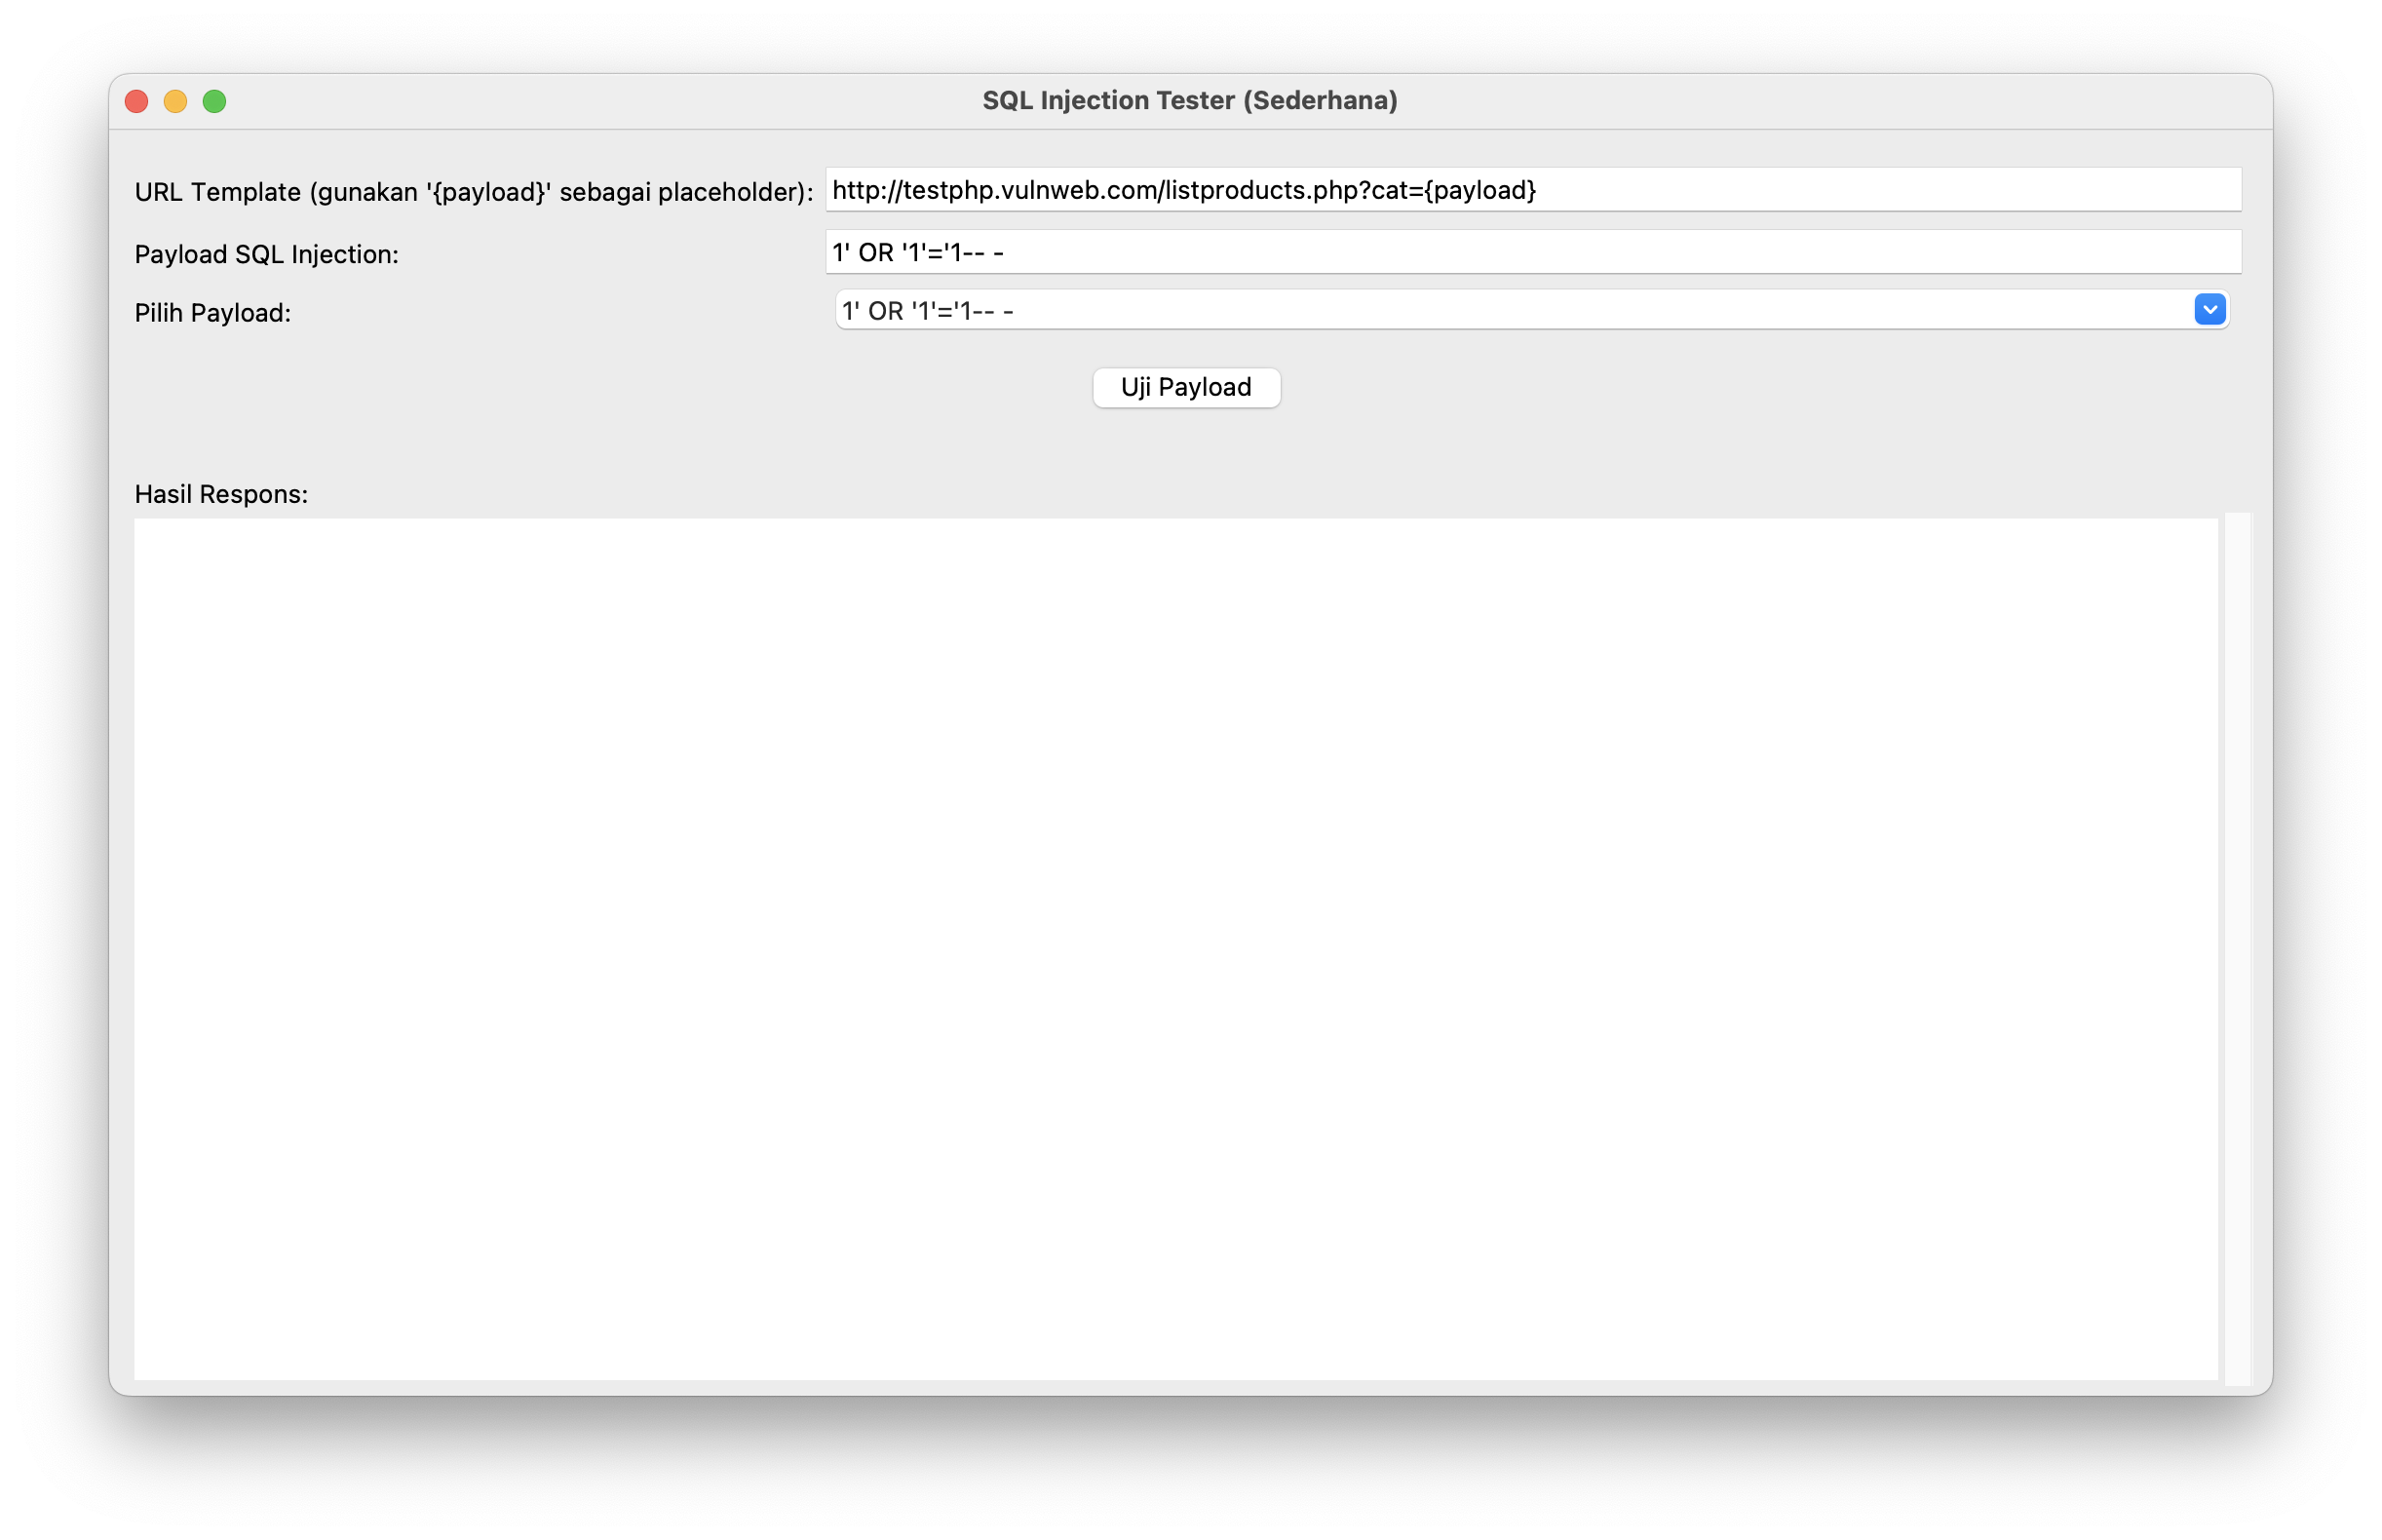 SQL Injection Tester (Sederhana)
URL Template (gunakan '{payload}' sebagai placeholder): http://testphp.vulnweb.com/listproducts.php?cat={payload}
Payload SQL Injection: 1' OR '1'='1-- -
Pilih Payload: 1' OR '1'='1-- -
Uji Payload
Hasil Respons: